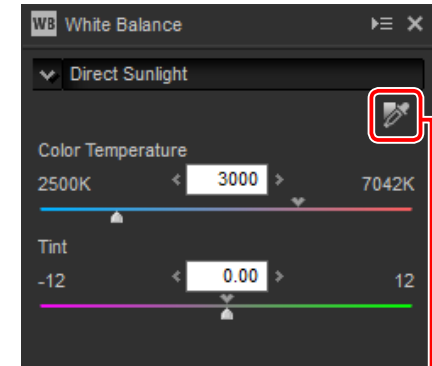 WB White Balance
Direct Sunlight
Color Temperature
2500K 3000 7042K
Tint
-12 0.00 12